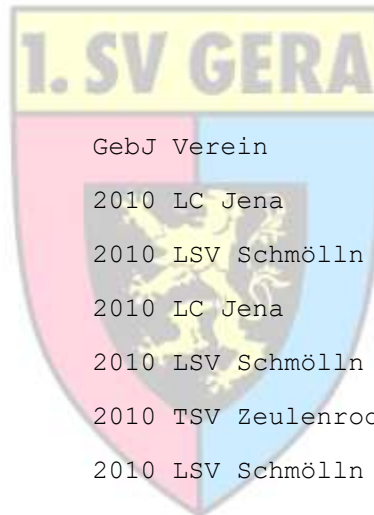 1. SV GERA
GebJ Verein
2010 LC Jena
2010 LSV Schmölln
2010 LC Jena
2010 LSV Schmölln
2010 TSV Zeulenroo
2010 LSV Schmölln